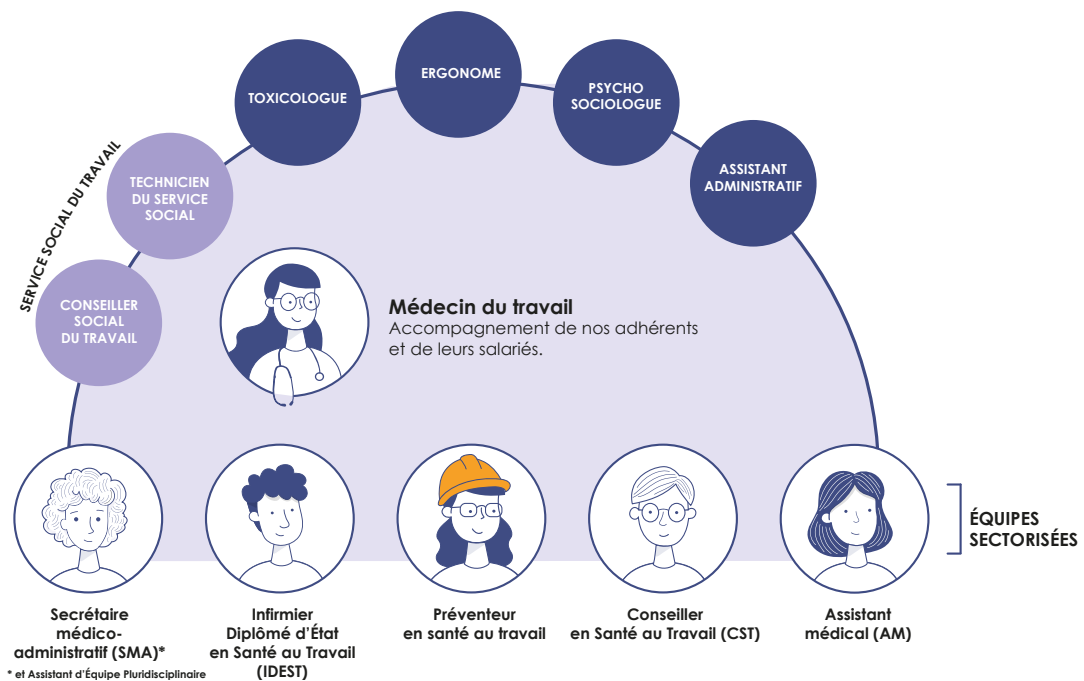 ERGONOME
TOXICOLOGUE
PSYCHO
SOCIOLOGUE
ASSISTANT
ADMINISTRATIF
SERVICE SOCIAL DU TRAVAIL
TECHNICIEN
DU SERVICE
SOCIAL
CONSEILLER
SOCIAL
DU TRAVAIL
Médecin du travail
Accompagnement de nos adhérents
et de leurs salariés.
ÉQUIPES
SECTORISÉES
Secrétaire
médico-
administratif (SMA)*
* et Assistant d'Équipe Pluridisciplinaire
Infirmier
Diplômé d'État
en Santé au Travail
(IDEST)
Préventeur
en santé au travail
Conseiller
en Santé au Travail (CST)
Assistant
médical (AM)